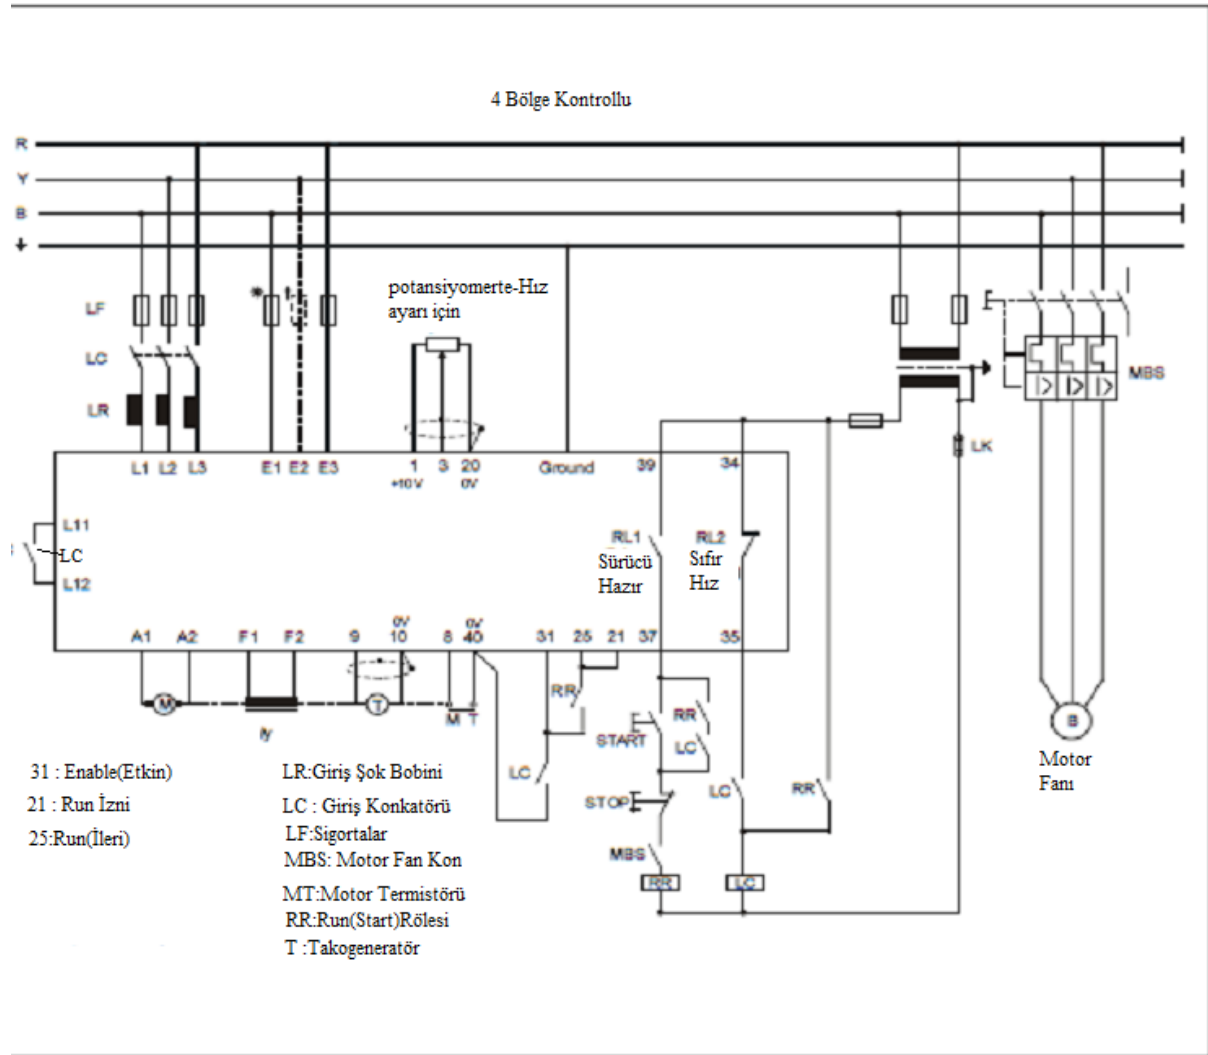 4 Bölge Kontrollu
R
Y
B
potansiyomerte-Hız
ayarı için
LF
LC
LR
MBS
LK
L1 L2 L3 E1 E2 E3 1 3 20 Ground 39 34
+10V 0V
L11
LC
L12
RL1 RL2
Sürücü
Hazır
Sıfır
Hız
0V 0V
A1 A2 F1 F2 9 10 8 40 31 25 21 37 35
M T M T
RR
START
RR
LC
LC
STOP
LC
RR
MBS
RR LC
B
Motor
Fanı
31 : Enable(Etkin)
21 : Run İzni
25:Run(İleri)
LR:Giriş Şok Bobini
LC : Giriş Konkatörü
LF:Sigortalar
MBS: Motor Fan Kon
MT:Motor Termistörü
RR:Run(Start)Rölesi
T :Takogeneratör